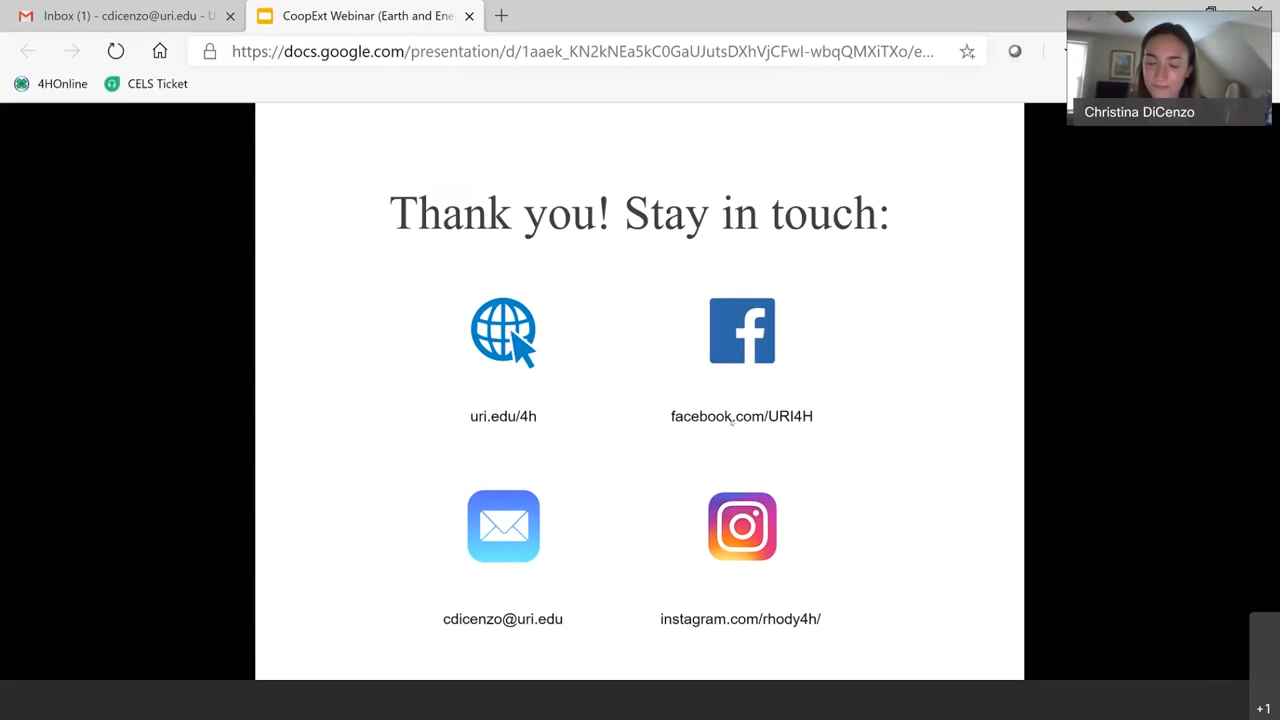 Inbox (1) - cdicenzo@uri.edu - U
CoopExt Webinar (Earth and Ene
https://docs.google.com/presentation/d/1aaek_KN2kNEa5kC0GaUJutsDXhVjCFwI-wbqQMXiTXo/e...
4HOnline
CELS Ticket
Christina DiCenzo
Thank you! Stay in touch:
uri.edu/4h
facebook.com/URI4H
cdicenzo@uri.edu
instagram.com/rhody4h/
+1